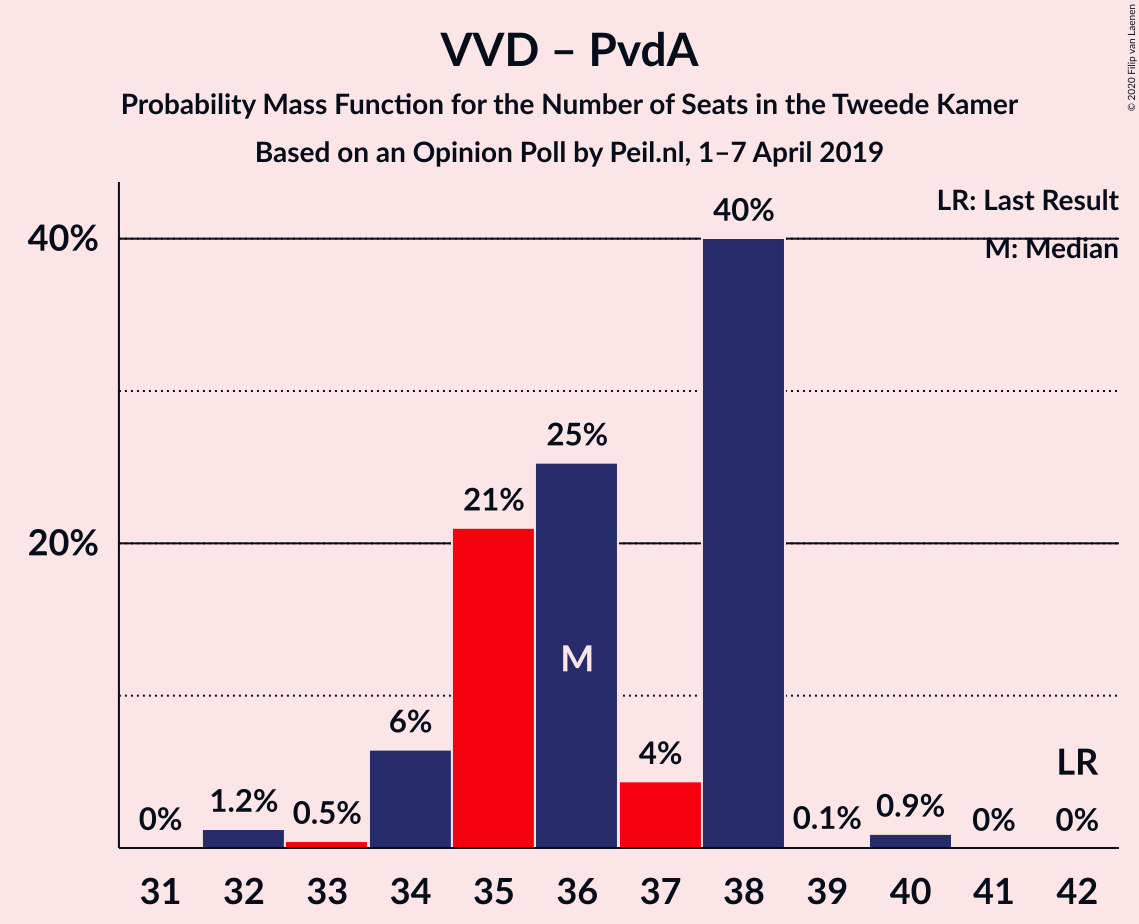 VVD – PvdA
Probability Mass Function for the Number of Seats in the Tweede Kamer
Based on an Opinion Poll by Peil.nl, 1–7 April 2019
© 2020 Filip van Laenen
LR: Last Result
M: Median
40%
20%
0%
1.2%
0.5%
6%
21%
25%
M
4%
40%
0.1%
0.9%
0%
LR
0%
31 32 33 34 35 36 37 38 39 40 41 42